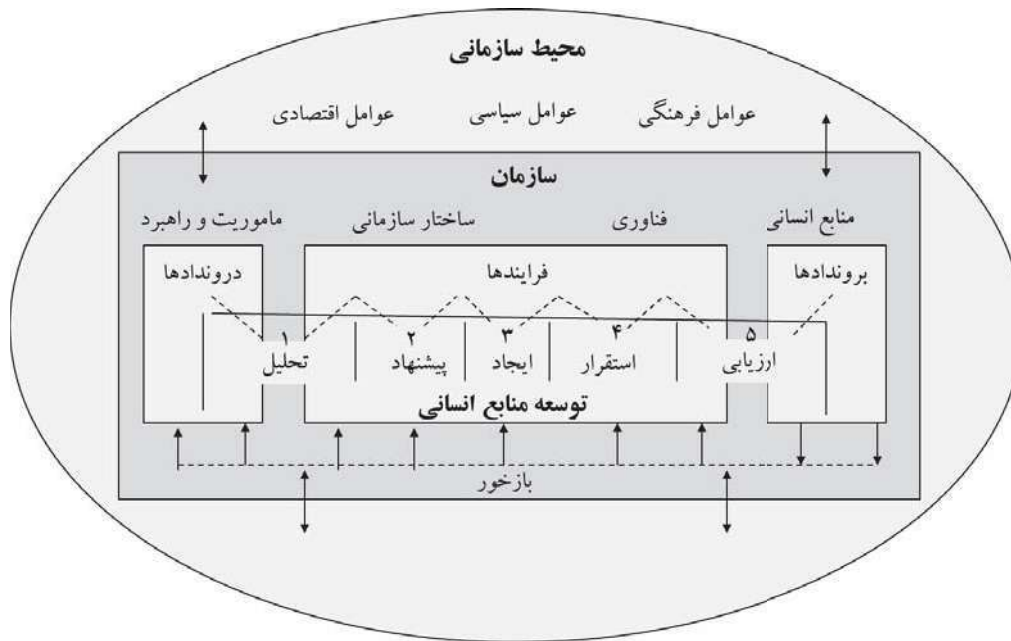 محیط سازمانی
عوامل فرهنگی عوامل سیاسی عوامل اقتصادی
سازمان
منابع انسانی فناوری ساختار سازمانی ماموریت و راهبرد
بروندادها فرایندها دروندادها
۱ ۲ ۳ ۴ ۵
تحلیل پیشنهاد ایجاد استقرار ارزیابی
توسعه منابع انسانی
بازخور